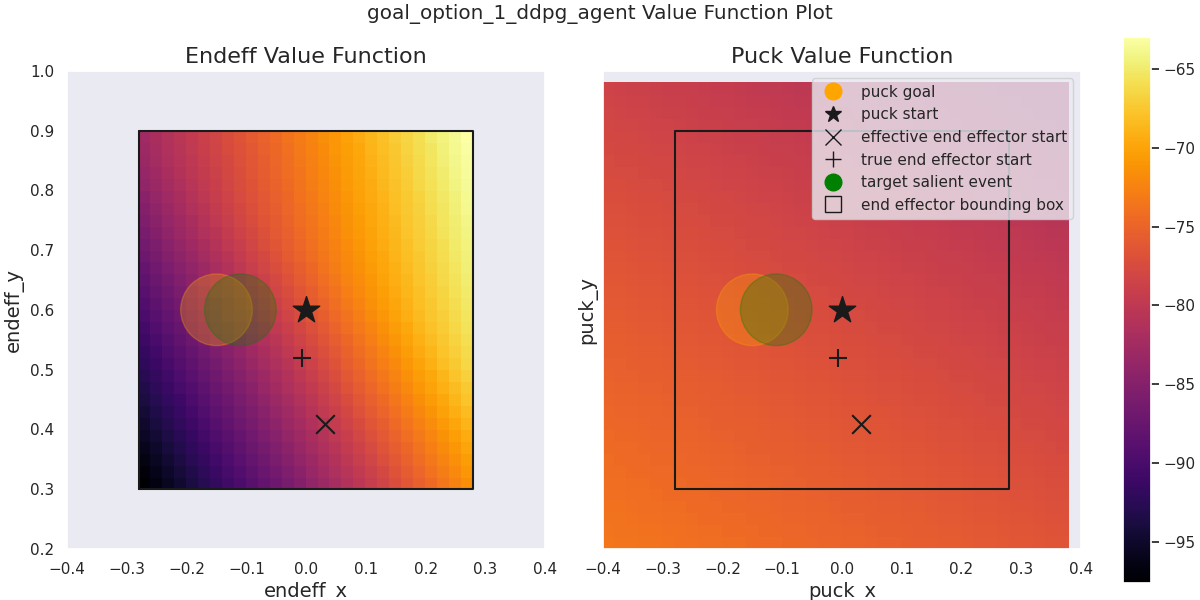 goal_option_1_ddpg_agent Value Function Plot
Endeff Value Function
1.0
0.9
0.8
0.7
0.6
0.5
0.4
0.3
0.2
endeff_y
−0.4 −0.3 −0.2 −0.1 0.0 0.1 0.2 0.3 0.4
endeff_x
Puck Value Function
puck goal
puck start
effective end effector start
true end effector start
target salient event
end effector bounding box
puck_y
−0.4 −0.3 −0.2 −0.1 0.0 0.1 0.2 0.3 0.4
puck_x
−65
−70
−75
−80
−85
−90
−95